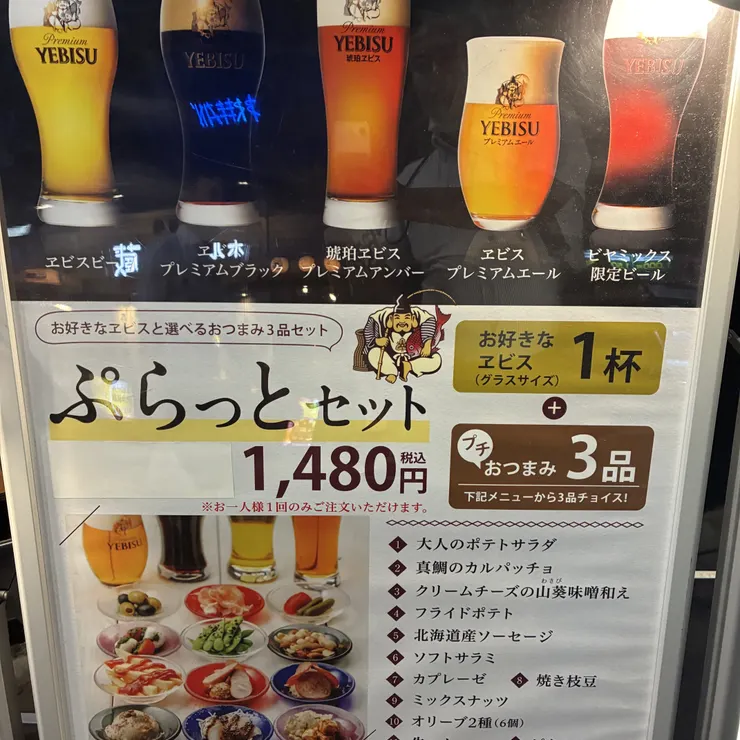 Premium
YEBISU
YEBISU
Premium
YEBISU
琥珀ヱビス
Premium
YEBISU
プレミアムエール
YEBISU
ヱビスビー
プレミアムブラック
琥珀ヱビス
プレミアムアンバー
ヱビス
プレミアムエール
ビヤミックス
限定ビール
お好きなヱビスと選べるおつまみ3品セット
ぷらっとセット
1,480円 税込
※お一人様1回のみご注文いただけます。
お好きな
ヱビス
(グラスサイズ)
1杯
+
プチ
おつまみ 3品
下記メニューから3品チョイス!
YEBISU
1 大人のポテトサラダ
2 真鯛のカルパッチョ
3 クリームチーズの山葵味噌和え
わさび
4 フライドポテト
5 北海道産ソーセージ
6 ソフトサラミ
7 カプレーゼ 8 焼き枝豆
9 ミックスナッツ
10 オリーブ2種(6個)